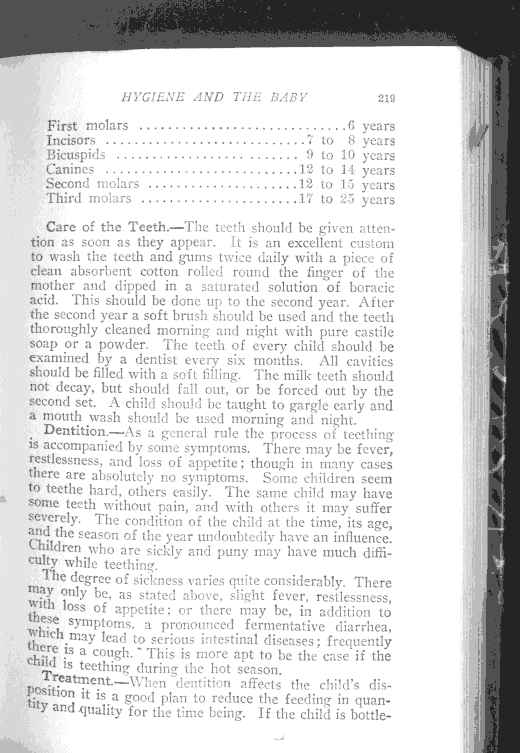 HYGIENE AND THE BABY 219
First molars ............................6 years
Incisors ............................7 to 8 years
Bicuspids ......................... 9 to 10 years
Canines ...........................12 to 14 years
Second molars .....................12 to 15 years
Third molars ......................17 to 25 years
Care of the Teeth.—The teeth should be given atten-
tion as soon as they appear. It is an excellent custom
to wash the teeth and gums twice daily with a piece of
clean absorbent cotton rolled round the finger of the
mother and dipped in a saturated solution of boracic
acid. This should be done up to the second year. After
the second year a soft brush should be used and the teeth
thoroughly cleaned morning and night with pure castile
soap or a powder. The teeth of every child should be
examined by a dentist every six months. All cavities
should be filled with a soft filling. The milk teeth should
not decay, but should fall out, or be forced out by the
second set. A child should be taught to gargle early and
a mouth wash should be used morning and night.
Dentition.—As a general rule the process of teething
is accompanied by some symptoms. There may be fever,
restlessness, and loss of appetite; though in many cases
there are absolutely no symptoms. Some children seem
to teethe hard, others easily. The same child may have
some teeth without pain, and with others it may suffer
severely. The condition of the child at the time, its age,
and the season of the year undoubtedly have an influence.
Children who are sickly and puny may have much diffi-
culty while teething.
The degree of sickness varies quite considerably. There
may only be, as stated above, slight fever, restlessness,
with loss of appetite; or there may be, in addition to
these symptoms, a pronounced fermentative diarrhea,
which may lead to serious intestinal diseases; frequently
there is a cough. This is more apt to be the case if the
child is teething during the hot season.
Treatment.—When dentition affects the child's dis-
position it is a good plan to reduce the feeding in quan-
tity and quality for the time being. If the child is bottle-